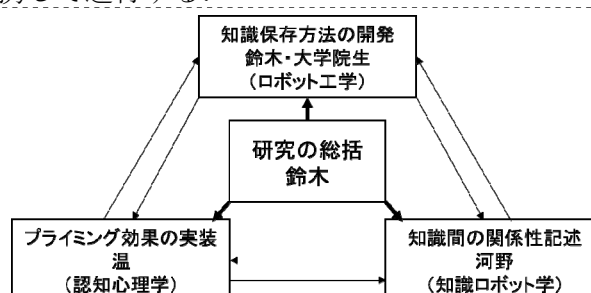 知識保存方法の開発
鈴木・大学院生
(ロボット工学)
研究の総括
鈴木
プライミング効果の実装
温
(認知心理学)
知識間の関係性記述
河野
(知識ロボット学)